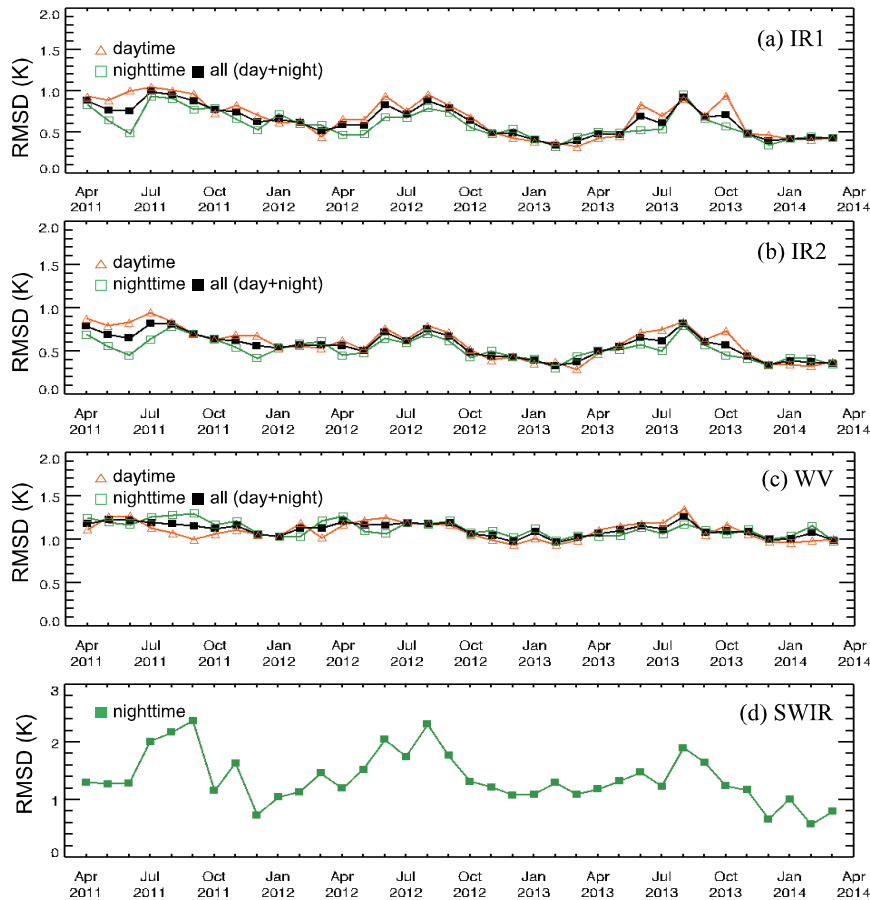 2.0
(a) IR1
daytime
1.5
nighttime all (day+night)
RMSD (K)
1.0
0.5
0.0
Apr Jul Oct Jan Apr Jul Oct Jan Apr Jul Oct Jan Apr
2011 2011 2011 2012 2012 2012 2012 2013 2013 2013 2013 2014 2014
2.0
(b) IR2
daytime
1.5
nighttime all (day+night)
RMSD (K)
1.0
0.5
0.0
Apr Jul Oct Jan Apr Jul Oct Jan Apr Jul Oct Jan Apr
2011 2011 2011 2012 2012 2012 2012 2013 2013 2013 2013 2014 2014
2.0
(c) WV
daytime
1.5
nighttime all (day+night)
RMSD (K)
1.0
0.5
0.0
Apr Jul Oct Jan Apr Jul Oct Jan Apr Jul Oct Jan Apr
2011 2011 2011 2012 2012 2012 2012 2013 2013 2013 2013 2014 2014
3
nighttime
(d) SWIR
2
RMSD (K)
1
0
Apr Jul Oct Jan Apr Jul Oct Jan Apr Jul Oct Jan Apr
2011 2011 2011 2012 2012 2012 2012 2013 2013 2013 2013 2014 2014